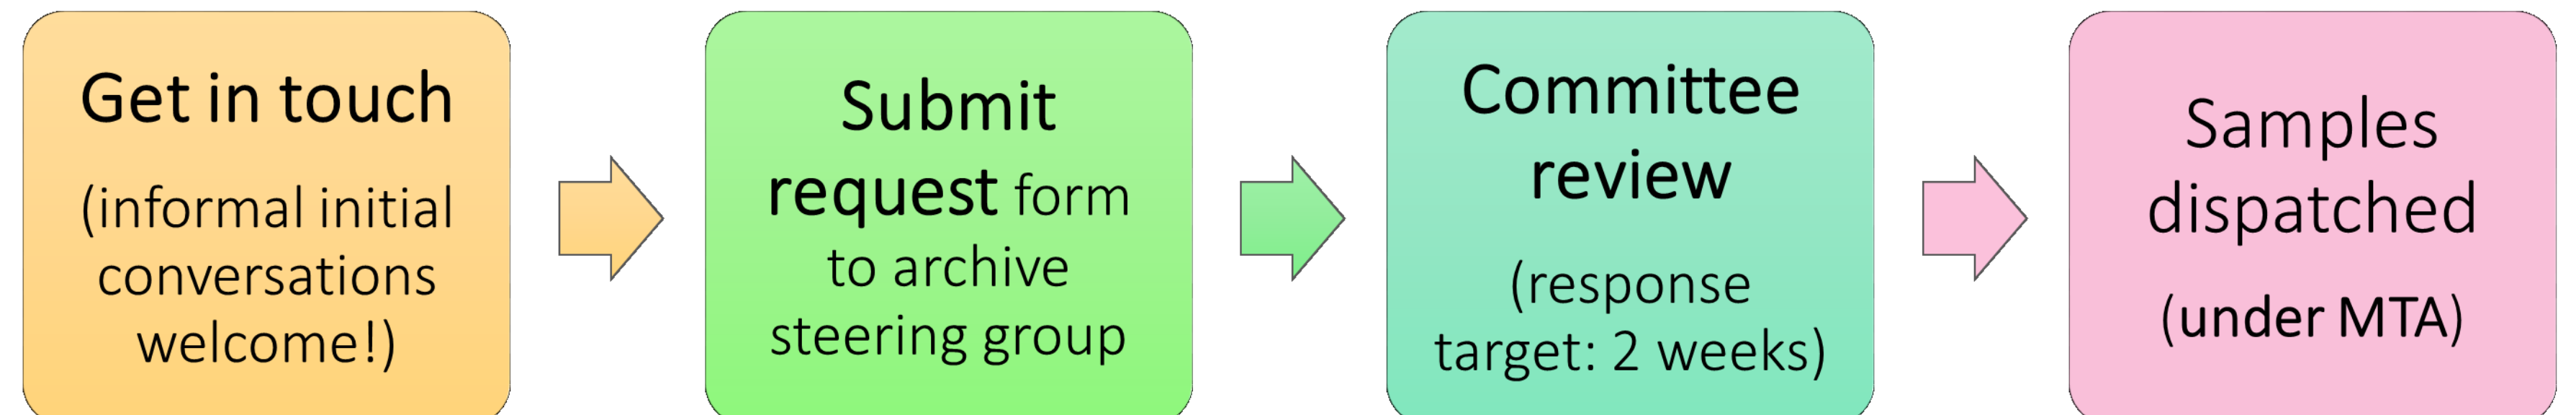 Get in touch
(informal initial
conversations
welcome!)
Submit
request form
to archive
steering group
Committee
review
(response
target: 2 weeks)
Samples
dispatched
(under MTA)